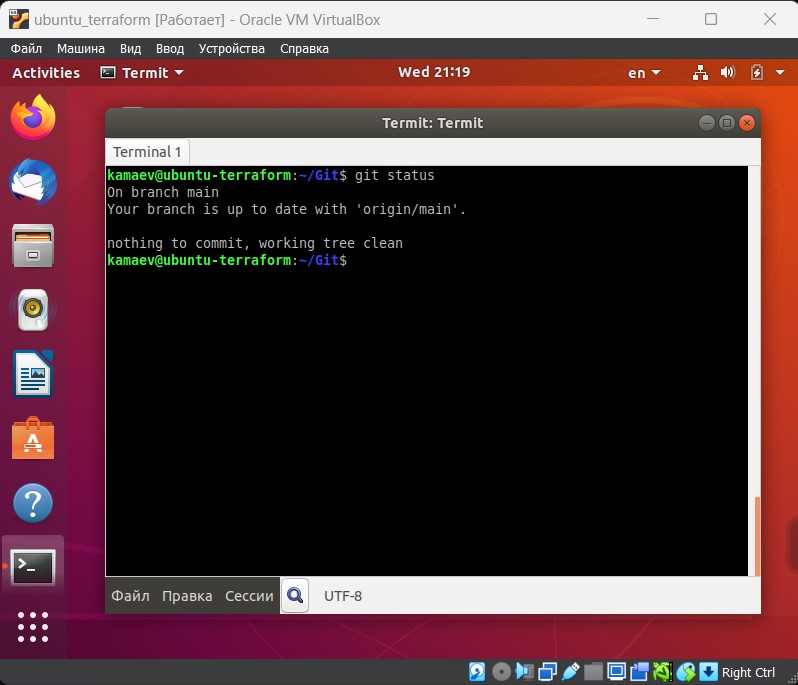 ubuntu_terraform [Работает] - Oracle VM VirtualBox
Файл Машина Вид Ввод Устройства Справка
Activities Termit Wed 21:19 en
Termit: Termit
Terminal 1
kamaev@ubuntu-terraform:~/Git$ git status
On branch main
Your branch is up to date with 'origin/main'.
nothing to commit, working tree clean
kamaev@ubuntu-terraform:~/Git$
Файл Правка Сессии UTF-8
Right Ctrl